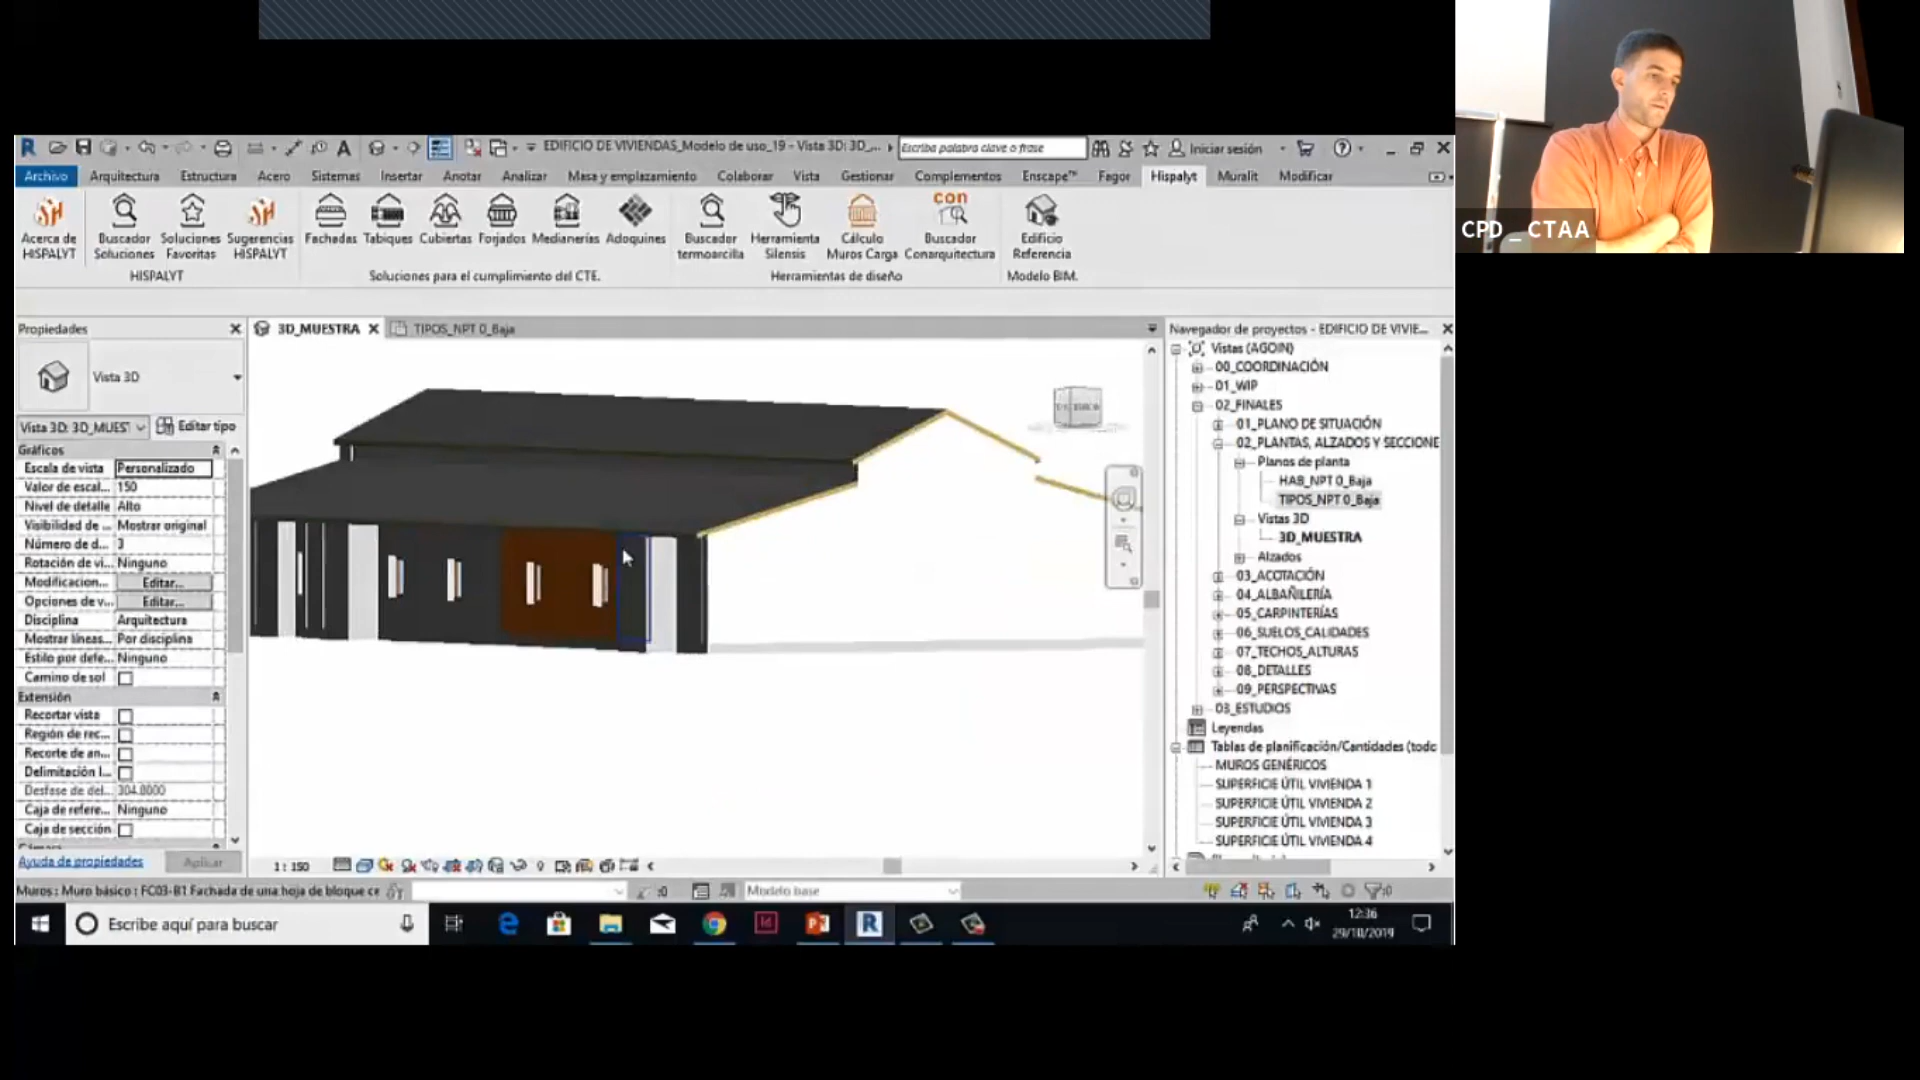 EDIFICIO DE VIVIENDAS_Modelo de uso_19 - Vista 3D: 3D_...
Escriba palabra clave o frase
Iniciar sesión
Archivo Arquitectura Estructura Acero Sistemas Insertar Anotar Analizar Masa y emplazamiento Colaborar Vista Gestionar Complementos Enscape™ Fagor Hispalyt Muralit Modificar
Acerca de HISPALYT
Buscador Soluciones
Soluciones Favoritas
Sugerencias HISPALYT
Fachadas
Tabiques
Cubiertas
Forjados
Medianerías
Adoquines
Buscador termoarcilla
Herramienta Silensis
Cálculo Muros Carga
con
Buscador Conarquitectura
Edificio Referencia
HISPALYT
Soluciones para el cumplimiento del CTE.
Herramientas de diseño
Modelo BIM.
CPD _ CTAA
Propiedades
Vista 3D
Vista 3D: 3D_MUEST
Editar tipo
Gráficos
Escala de vista Personalizado
Valor de escal... 150
Nivel de detalle Alto
Visibilidad de ... Mostrar original
Número de d... 3
Rotación de vi... Ninguno
Modificacion... Editar...
Opciones de v... Editar...
Disciplina Arquitectura
Mostrar líneas... Por disciplina
Estilo por defe... Ninguno
Camino de sol
Extensión
Recortar vista
Región de rec...
Recorte de an...
Delimitación l...
Desfase de del... 304.8000
Caja de refere... Ninguno
Caja de sección
Ayuda de propiedades
Aplicar
3D_MUESTRA
TIPOS_NPT 0_Baja
1 : 150
Navegador de proyectos - EDIFICIO DE VIVIE...
Vistas (AGOIN)
00_COORDINACIÓN
01_WIP
02_FINALES
01_PLANO DE SITUACIÓN
02_PLANTAS, ALZADOS Y SECCIONE
Planos de planta
HAB_NPT 0_Baja
TIPOS_NPT 0_Baja
Vistas 3D
3D_MUESTRA
Alzados
03_ACOTACIÓN
04_ALBAÑILERÍA
05_CARPINTERÍAS
06_SUELOS_CALIDADES
07_TECHOS_ALTURAS
08_DETALLES
09_PERSPECTIVAS
03_ESTUDIOS
Leyendas
Tablas de planificación/Cantidades (todo
MUROS GENÉRICOS
SUPERFICIE ÚTIL VIVIENDA 1
SUPERFICIE ÚTIL VIVIENDA 2
SUPERFICIE ÚTIL VIVIENDA 3
SUPERFICIE ÚTIL VIVIENDA 4
Muros : Muro básico : FC03-B1 Fachada de una hoja de bloque ce
:0
Modelo base
:0
Escribe aquí para buscar
12:36
29/10/2019